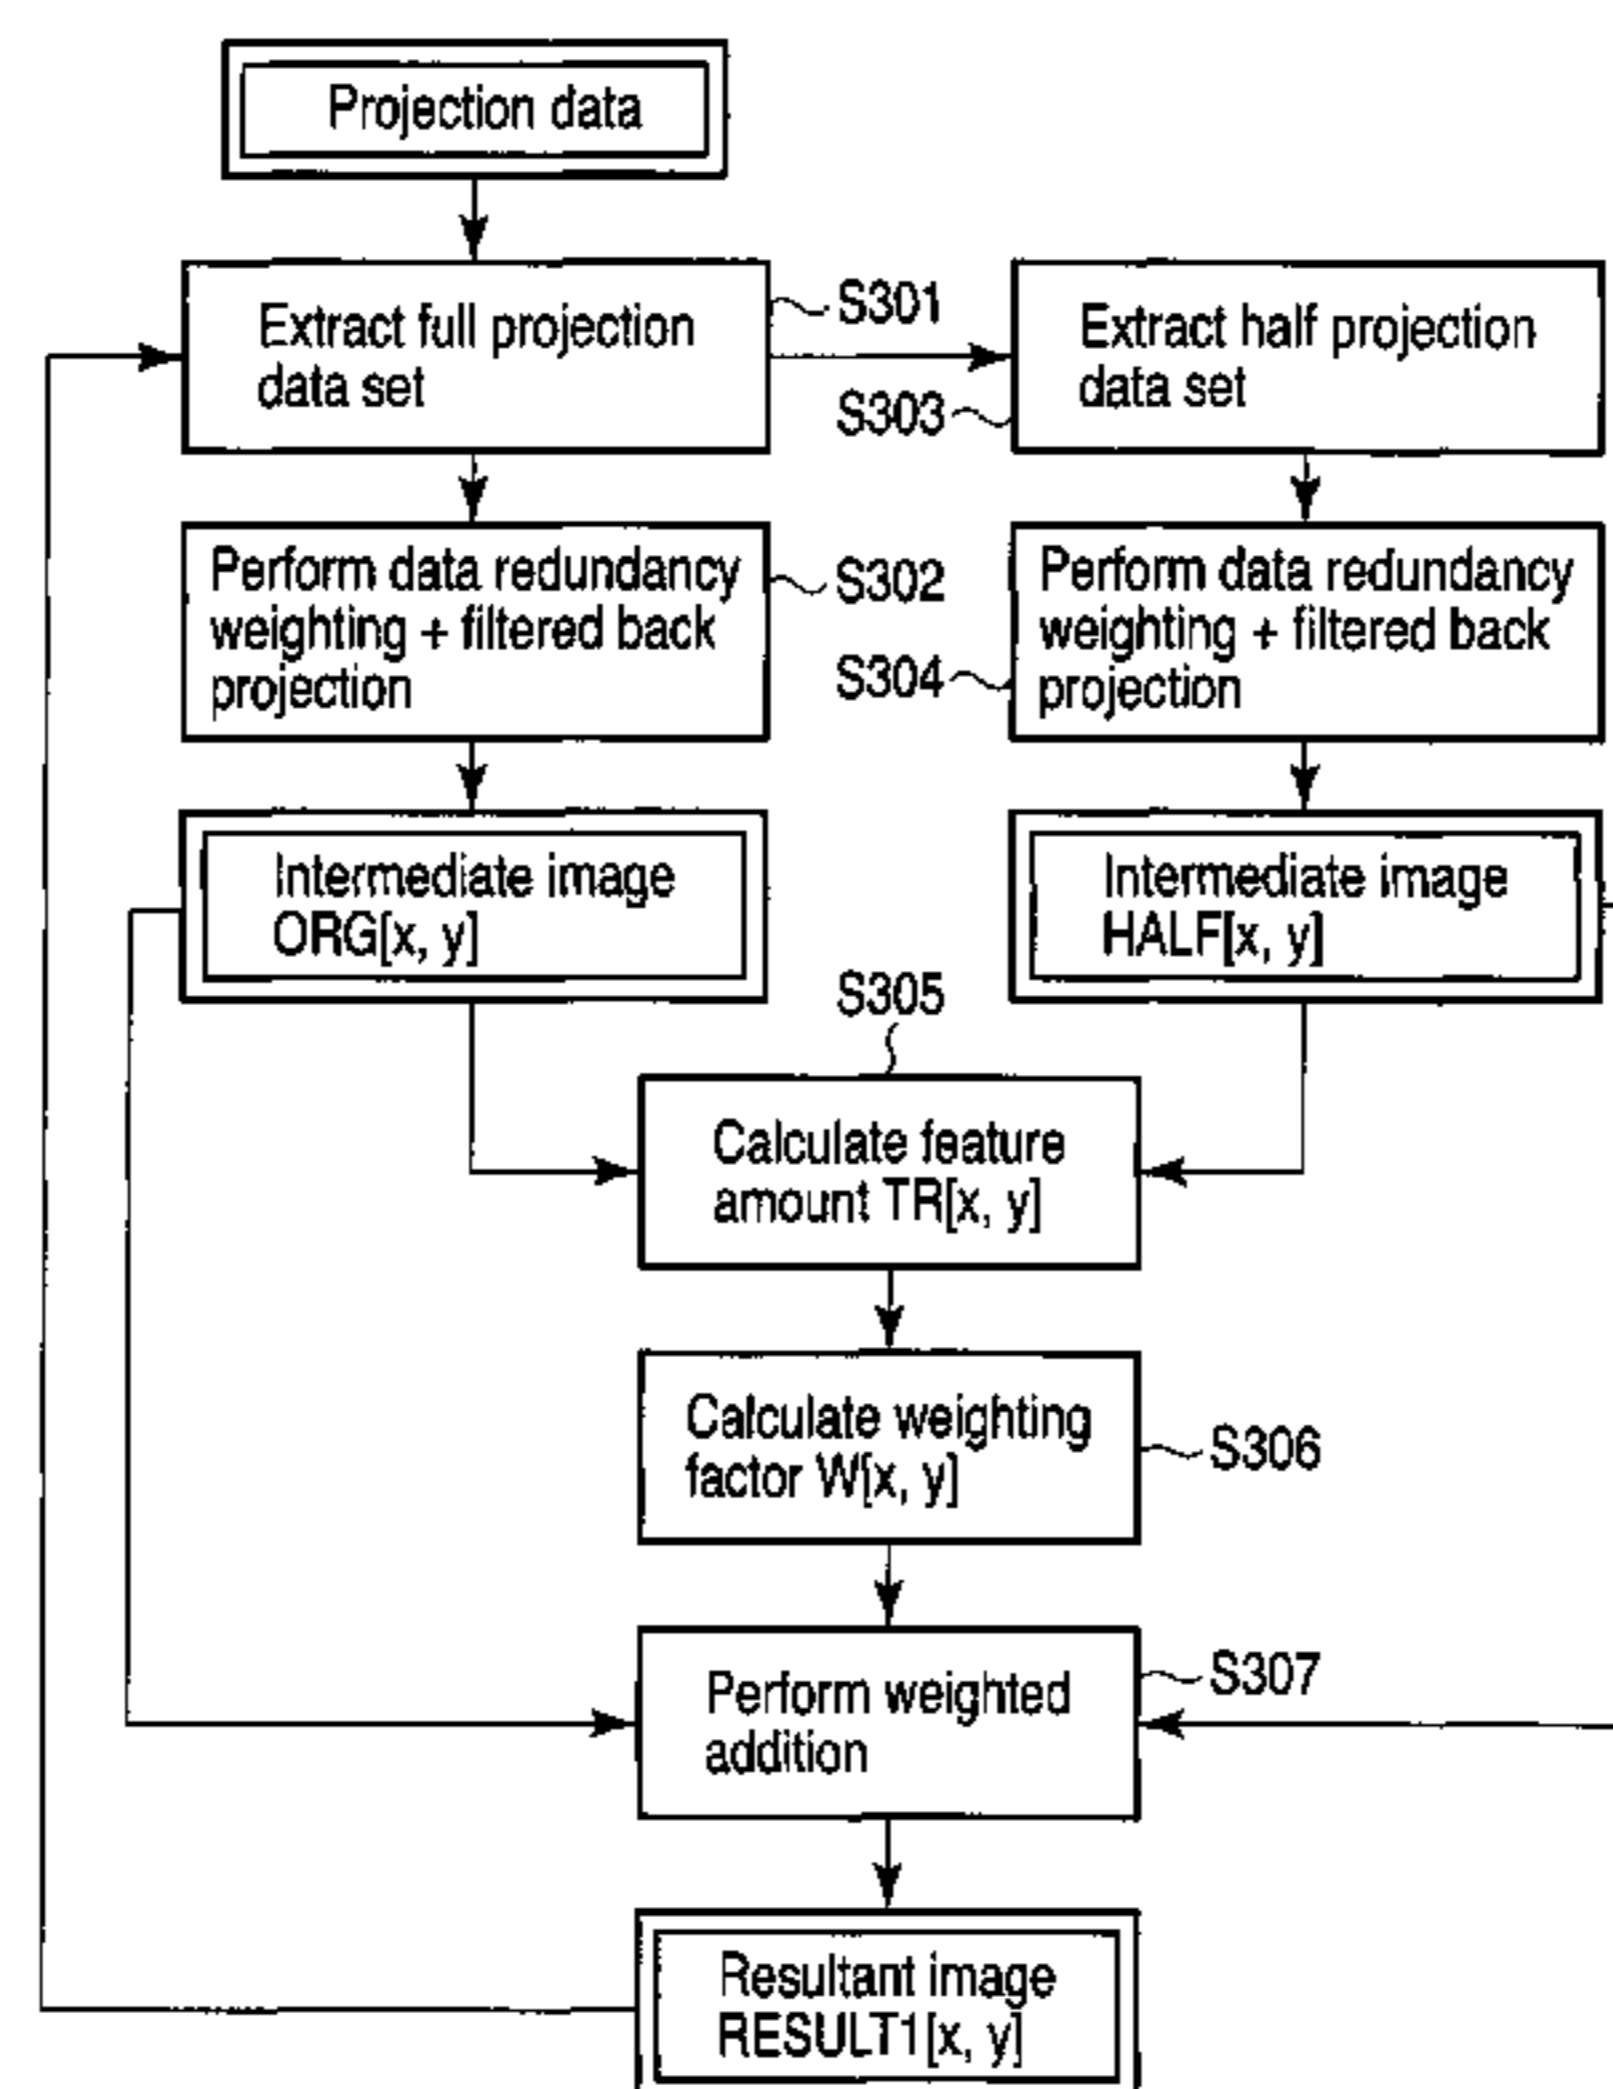 Projection data
Extract full projection
data set
S301
Extract half projection
data set
S303
Perform data redundancy
weighting + filtered back
projection
S302
Perform data redundancy
weighting + filtered back
projection
S304
Intermediate image
ORG[x, y]
Intermediate image
HALF[x, y]
S305
Calculate feature
amount TR[x, y]
Calculate weighting
factor W[x, y]
S306
Perform weighted
addition
S307
Resultant image
RESULT1[x, y]